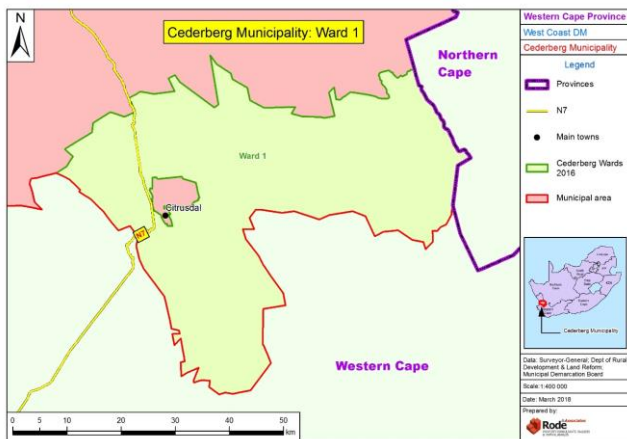 N
Cederberg Municipality: Ward 1
Northern
Cape
Ward 1
Citrusdal
N7
Western Cape
0 5 10 20 30 40 50
km
Western Cape Province
West Coast DM
Cederberg Municipality
Legend
Provinces
N7
Main towns
Cederberg Wards
2016
Municipal area
Cederberg Municipality
Data: Surveyor-General; Dept of Rural
Development & Land Reform;
Municipal Demarcation Board
Scale:1:400 000
Date: March 2018
Prepared by:
Rode